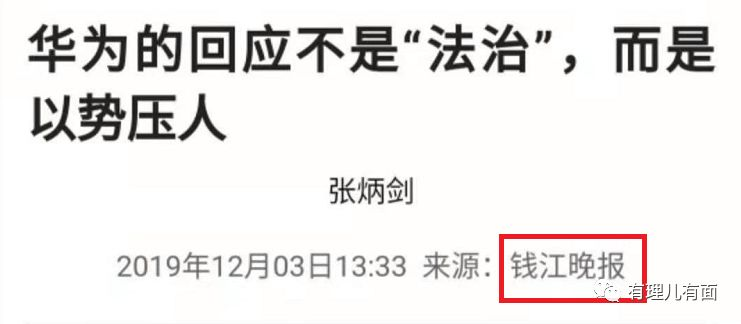 华为的回应不是“法治”，而是
以势压人
张炳剑
2019年12月03日13:33 来源：钱江晚报
有理儿有面